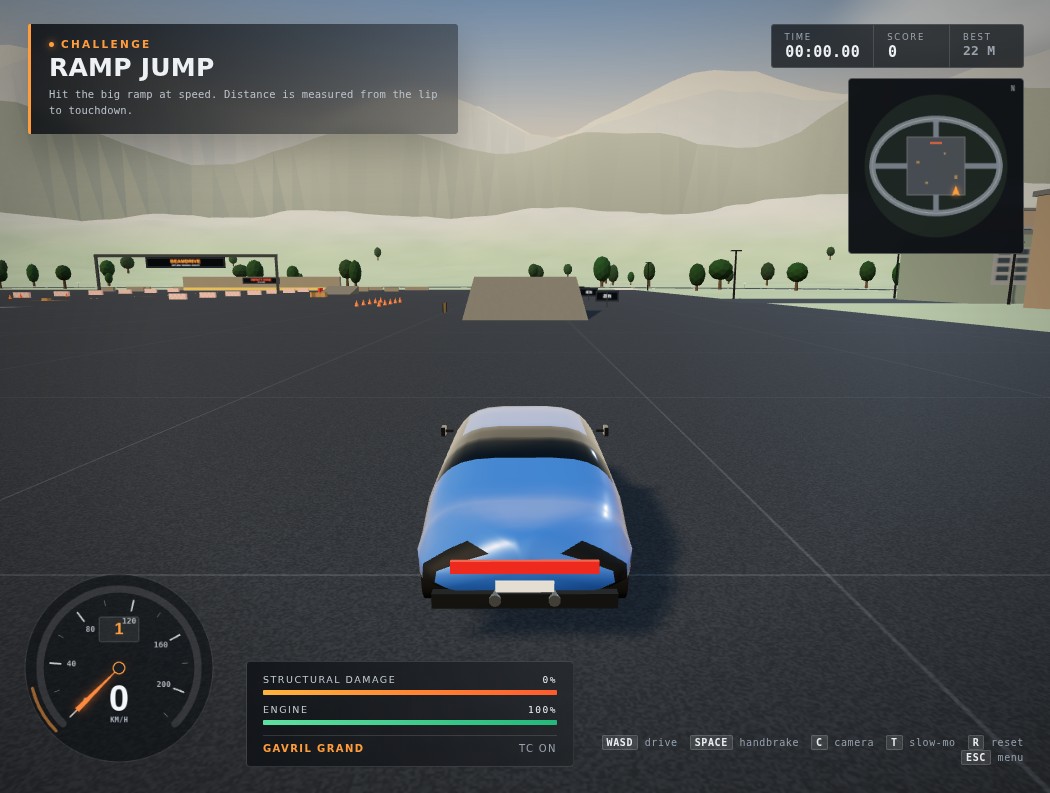 CHALLENGE
RAMP JUMP
Hit the big ramp at speed. Distance is measured from the lip
to touchdown.
TIME SCORE BEST
00:00.00 0 22 M
N
80 1 120
40 160
200
0
KM/H
STRUCTURAL DAMAGE 0%
ENGINE 100%
GAVRIL GRAND TC ON
WASD drive SPACE handbrake C camera T slow-mo R reset
ESC menu